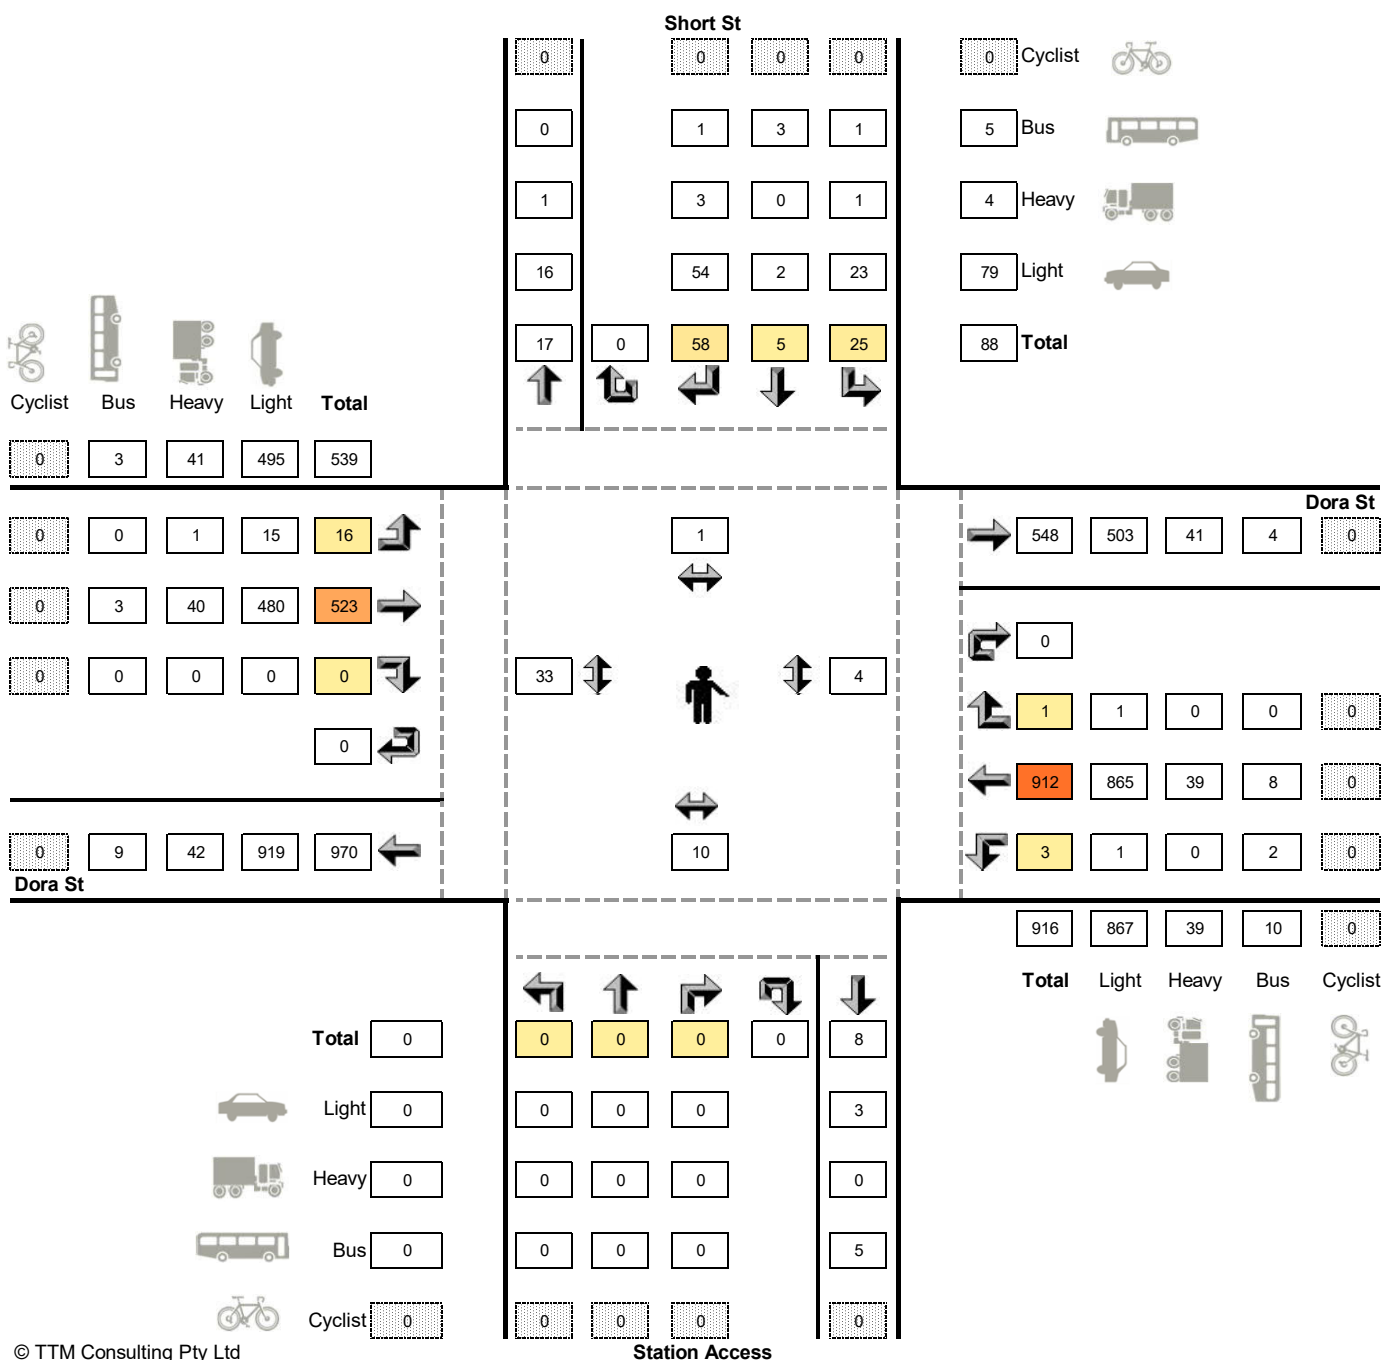 Short St
0 0 0 0 0 Cyclist
0 1 3 1 5 Bus
1 3 0 1 4 Heavy
16 54 2 23 79 Light
17 0 58 5 25 88 Total
Cyclist Bus Heavy Light Total
0 3 41 495 539
Dora St
0 0 1 15 16 1 548 503 41 4 0
0 3 40 480 523
0
0 0 0 0 0 33 4
1 1 0 0 0
0
912 865 39 8 0
0 9 42 919 970 10 3 1 0 2 0
Dora St
916 867 39 10 0
Total Light Heavy Bus Cyclist
Total 0 0 0 0 0 8
Light 0 0 0 0 3
Heavy 0 0 0 0 0
Bus 0 0 0 0 5
Cyclist 0 0 0 0 0
© TTM Consulting Pty Ltd Station Access